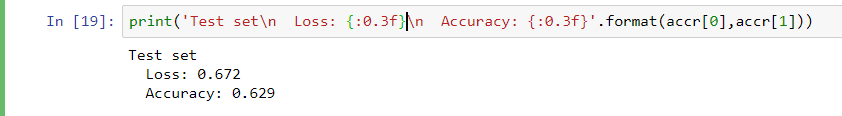 In [19]: print('Test set\n  Loss: {:0.3f}\n  Accuracy: {:0.3f}'.format(accr[0],accr[1]))
Test set
  Loss: 0.672
  Accuracy: 0.629